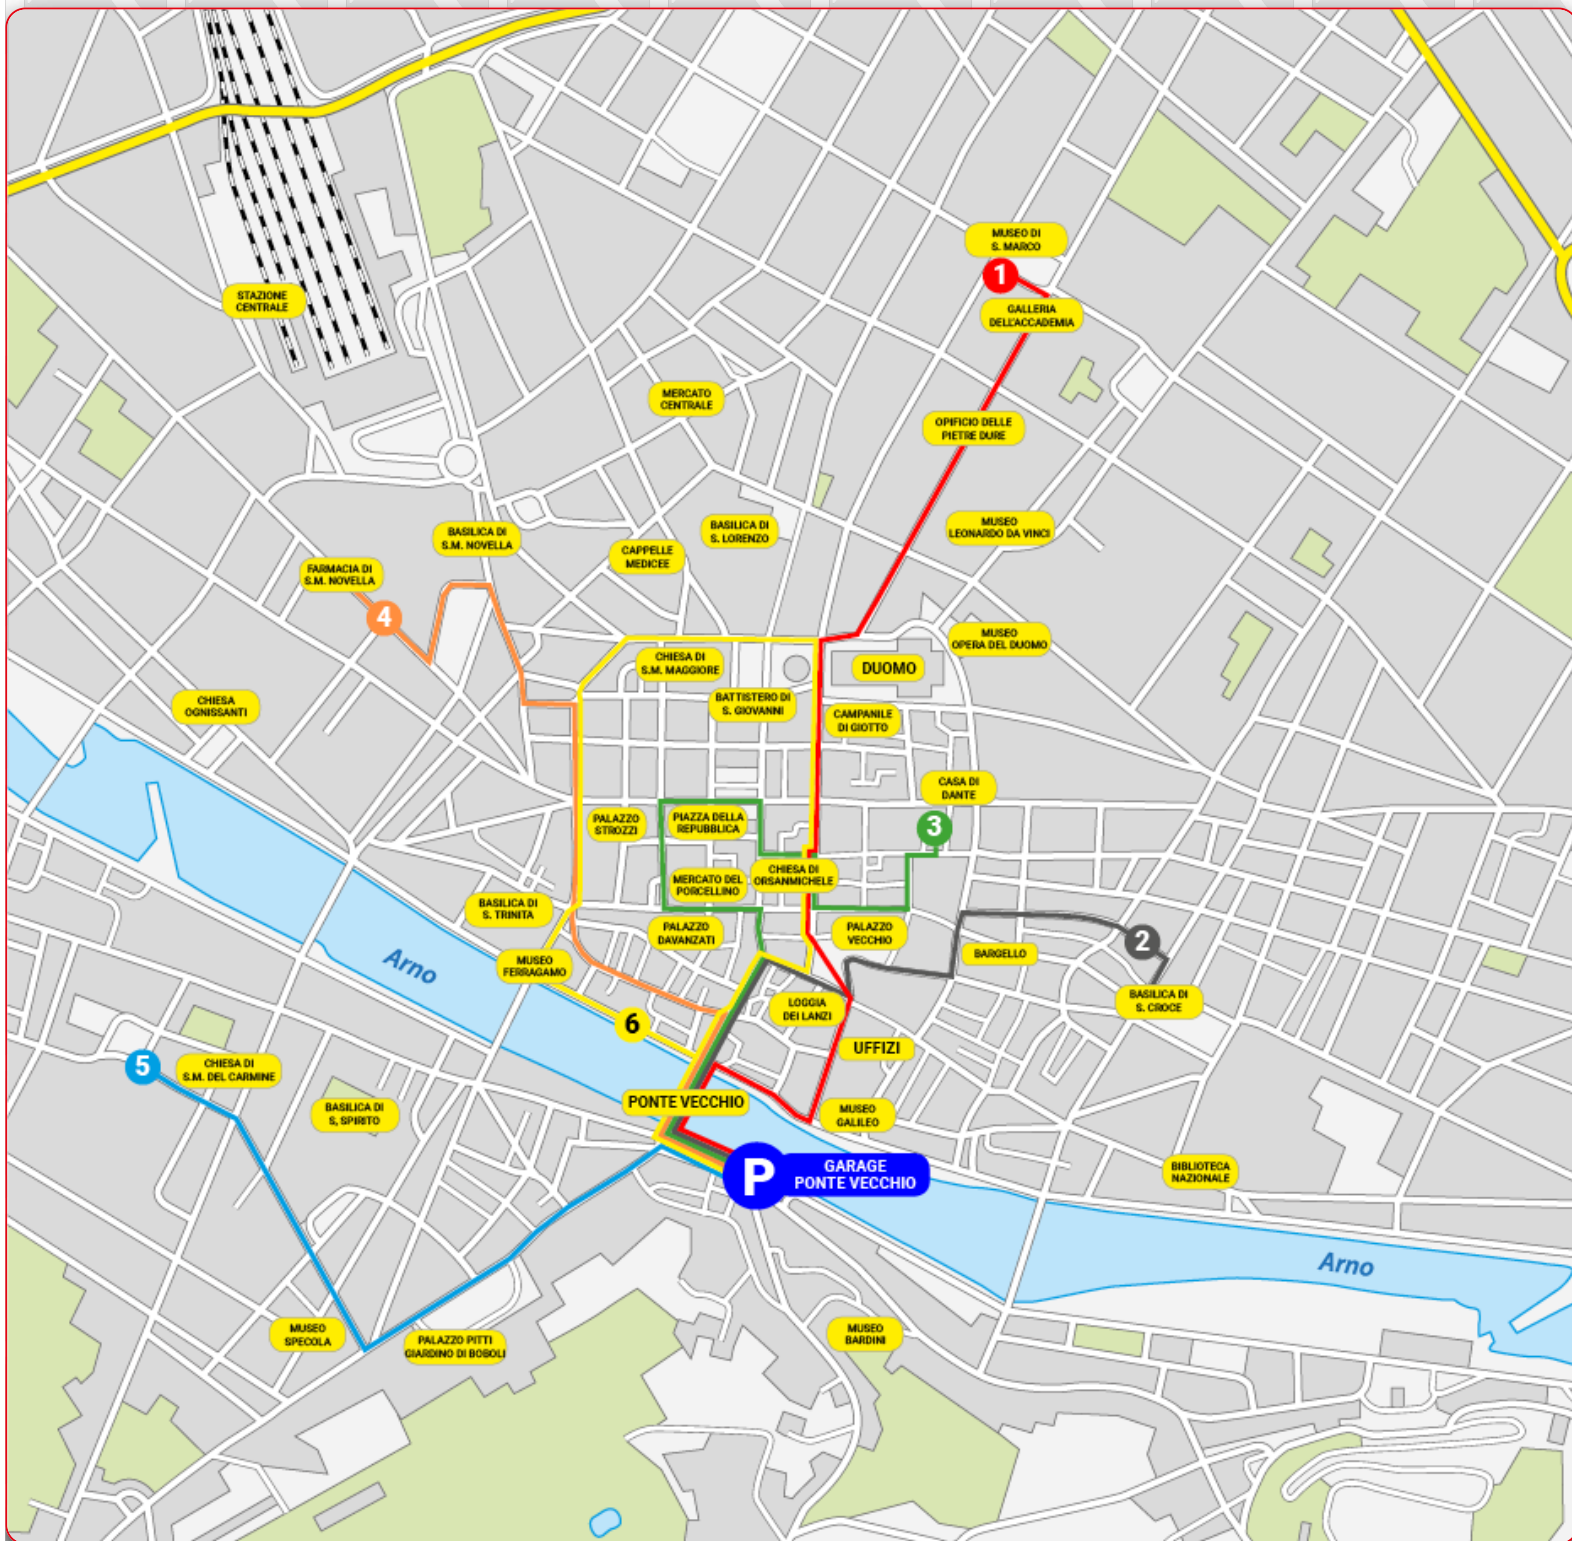 MUSEO DI
S. MARCO
1
GALLERIA
DELL'ACCADEMIA
STAZIONE
CENTRALE
MERCATO
CENTRALE
OPIFICIO DELLE
PIETRE DURE
BASILICA DI
S.M. NOVELLA
BASILICA DI
S. LORENZO
MUSEO
LEONARDO DA VINCI
CAPPELLE
MEDICEE
FARMACIA DI
S.M. NOVELLA
4
MUSEO
OPERA DEL DUOMO
CHIESA DI
S.M. MAGGIORE
DUOMO
CHIESA
OGNISSANTI
BATTISTERO DI
S. GIOVANNI
CAMPANILE
DI GIOTTO
CASA DI
DANTE
PALAZZO
STROZZI
PIAZZA DELLA
REPUBBLICA
3
CHIESA DI
ORSANMICHELE
MERCATO DEL
PORCELLINO
BASILICA DI
S. TRINITA
PALAZZO
DAVANZATI
PALAZZO
VECCHIO
2
BARGELLO
Arno
MUSEO
FERRAGAMO
BASILICA DI
S. CROCE
LOGGIA
DEI LANZI
6
UFFIZI
5
CHIESA DI
S.M. DEL CARMINE
BASILICA DI
S, SPIRITO
PONTE VECCHIO
MUSEO
GALILEO
P
GARAGE
PONTE VECCHIO
BIBLIOTECA
NAZIONALE
Arno
MUSEO
SPECOLA
PALAZZO PITTI
GIARDINO DI BOBOLI
MUSEO
BARDINI